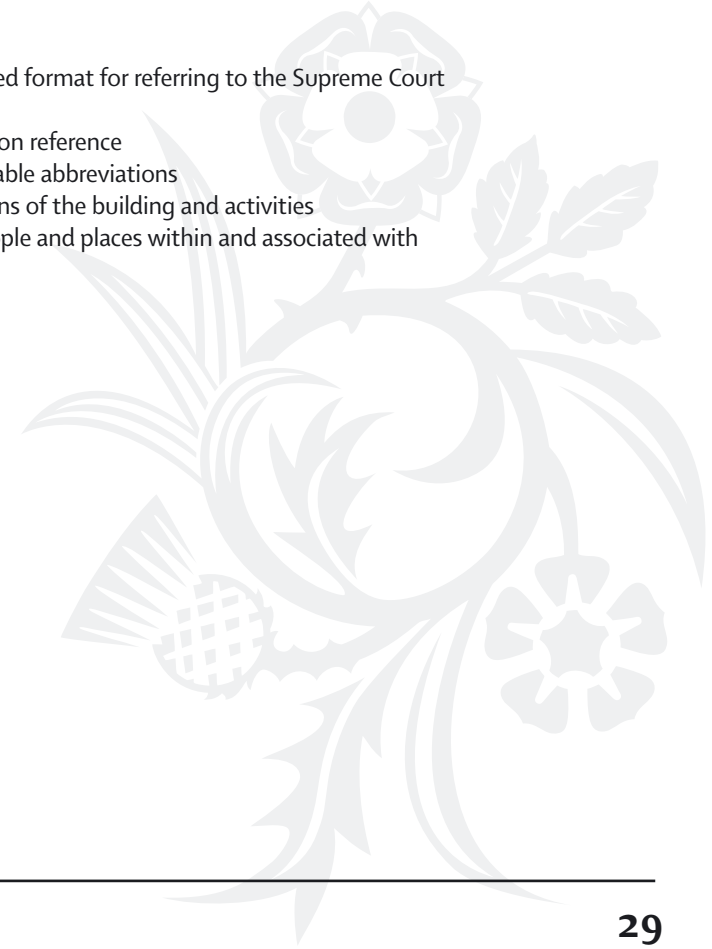 ed format for referring to the Supreme Court
on reference
able abbreviations
ns of the building and activities
ple and places within and associated with
29